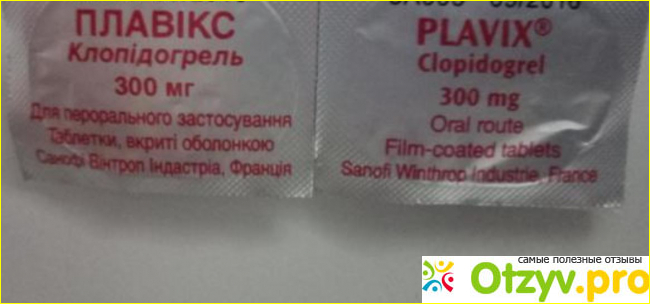 ПЛАВІКС
Клопідогрель
300 мг
Для перорального застосування
Таблетки, вкриті оболонкою
Санофі Вінтроп Індастріа, Франція
PLAVIX®
Clopidogrel
300 mg
Oral route
Film-coated tablets
Sanofi Winthrop Industrie, France
самые полезные отзывы
Otzyv.pro